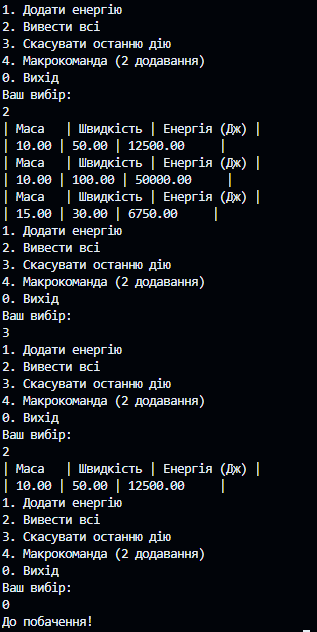 1. Додати енергію
2. Вивести всі
3. Скасувати останню дію
4. Макрокоманда (2 додавання)
0. Вихід
Ваш вибір:
2
| Маса   | Швидкість | Енергія (Дж) |
| 10.00 | 50.00 | 12500.00     |
| Маса   | Швидкість | Енергія (Дж) |
| 10.00 | 100.00 | 50000.00     |
| Маса   | Швидкість | Енергія (Дж) |
| 15.00 | 30.00 | 6750.00     |
1. Додати енергію
2. Вивести всі
3. Скасувати останню дію
4. Макрокоманда (2 додавання)
0. Вихід
Ваш вибір:
3
1. Додати енергію
2. Вивести всі
3. Скасувати останню дію
4. Макрокоманда (2 додавання)
0. Вихід
Ваш вибір:
2
| Маса   | Швидкість | Енергія (Дж) |
| 10.00 | 50.00 | 12500.00     |
1. Додати енергію
2. Вивести всі
3. Скасувати останню дію
4. Макрокоманда (2 додавання)
0. Вихід
Ваш вибір:
0
До побачення!